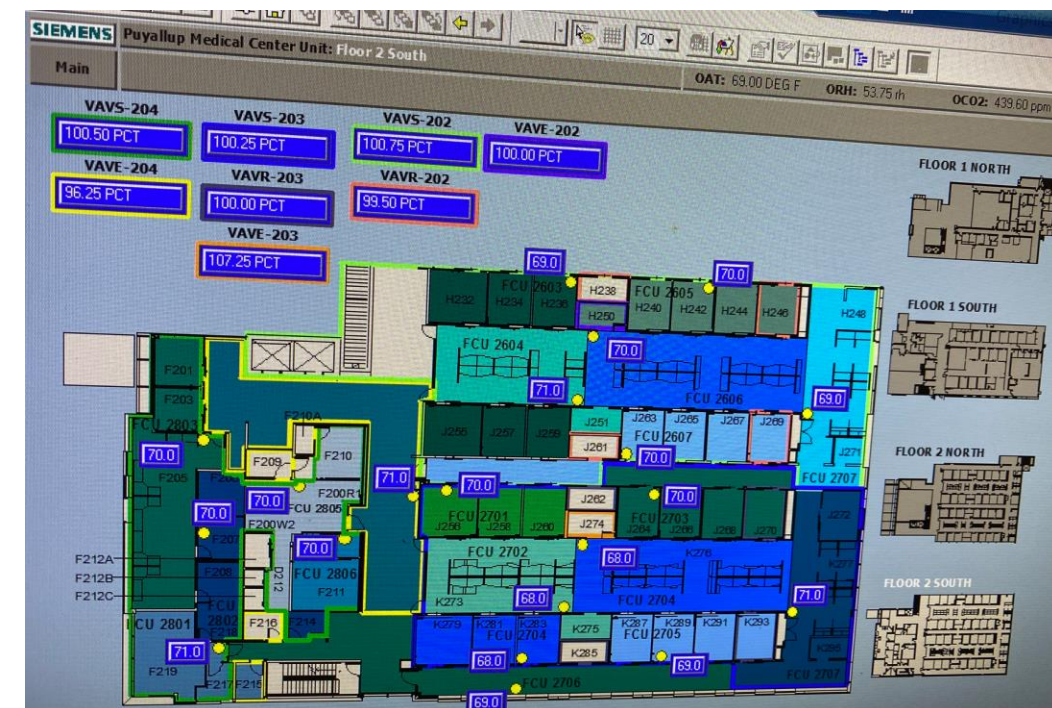 SIEMENS
Puyallup Medical Center Unit: Floor 2 South
20
Main
OAT: 69.00 DEG F
ORH: 53.75 rh
OCO2: 439.60 ppm
VAVS-204
VAVS-203
VAVS-202
VAVE-202
100.50 PCT
100.25 PCT
100.75 PCT
100.00 PCT
VAVE-204
VAVR-203
VAVR-202
96.25 PCT
100.00 PCT
99.50 PCT
VAVE-203
107.25 PCT
FLOOR 1 NORTH
FLOOR 1 SOUTH
FLOOR 2 NORTH
FLOOR 2 SOUTH
69.0
70.0
FCU 2603
H232
H234
H236
H238
H250
FCU 2605
H240
H242
H244
H246
H248
FCU 2604
70.0
FCU 2606
71.0
69.0
F201
F203
FCU 2803
70.0
F205
F210A
F209
F210
J257
J251
J261
J263
J265
J267
J269
FCU 2607
70.0
J271
FCU 2707
71.0
70.0
70.0
F200R1
FCU 2805
F200W2
70.0
F207
70.0
FCU 2701
J256
J258
J260
J262
J274
FCU 2703
70.0
J264
J266
J268
J270
J272
F212A
F212B
F212C
F208
D212
FCU 2806
F211
FCU 2702
K273
68.0
K276
K277
FCU 2704
68.0
71.0
FCU 2802
F216
F214
F218
FCU 2801
71.0
F219
F217
F215
K279
K281
K283
FCU 2704
K275
K285
K287
K289
K291
K293
FCU 2705
68.0
69.0
FCU 2706
69.0
FCU 2707